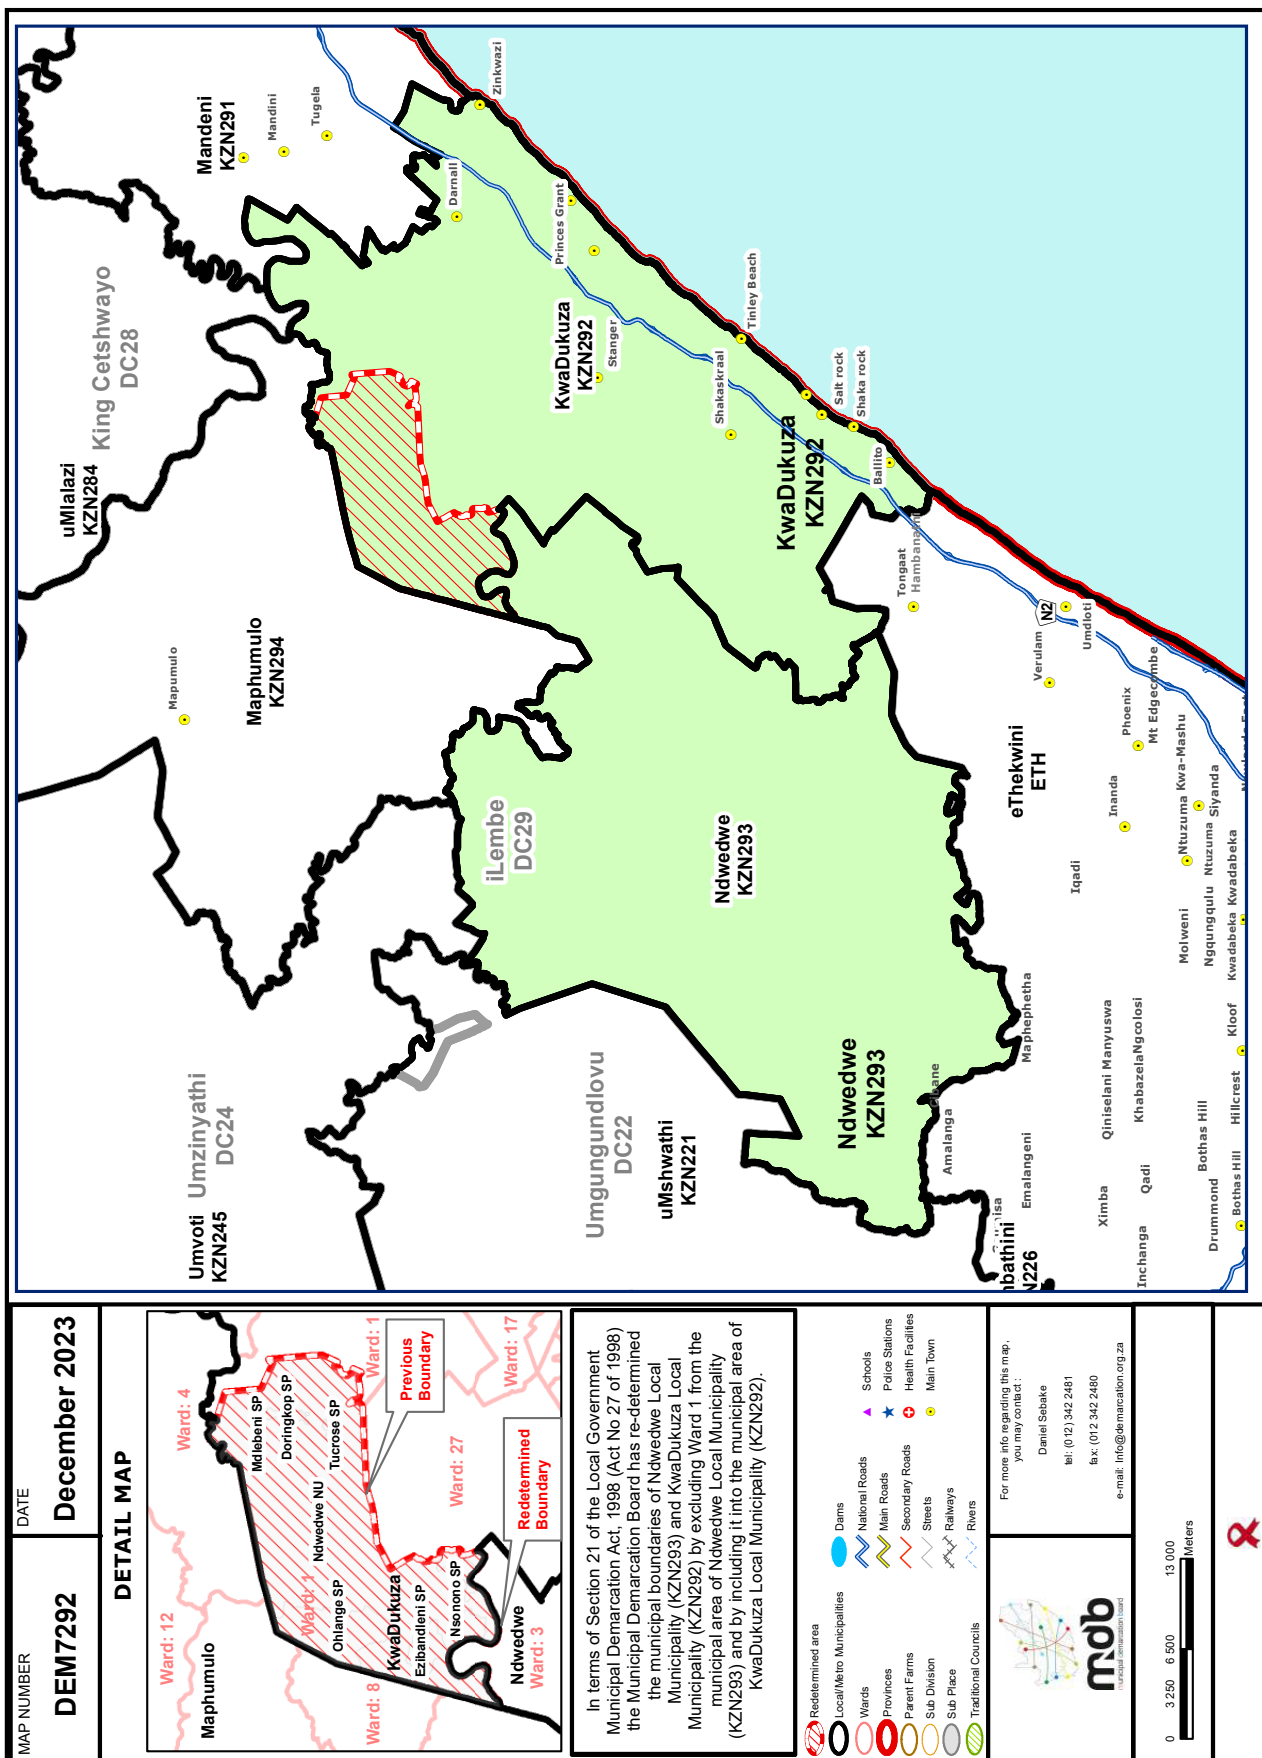 MAP NUMBER
DEM7292
DATE
December 2023
DETAIL MAP
Ward: 12
Ward: 4
Maphumulo
Mdlebeni SP
Doringkop SP
Tucrose SP
Ndwedwe NU
Ward: 1
Ohlange SP
KwaDukuza
Ezibandleni SP
Nsonono SP
Ward: 8
Ward: 1
Ward: 17
Ward: 27
Ndwedwe
Ward: 3
Previous
Boundary
Redetermined
Boundary
In terms of Section 21 of the Local Government
Municipal Demarcation Act, 1998 (Act No 27 of 1998)
the Municipal Demarcation Board has re-determined
the municipal boundaries of Ndwedwe Local
Municipality (KZN293) and KwaDukuza Local
Municipality (KZN292) by excluding Ward 1 from the
municipal area of Ndwedwe Local Municipality
(KZN293) and by including it into the municipal area of
KwaDukuza Local Municipality (KZN292).
Redetermined area
Local/Metro Municipalities
Wards
Provinces
Parent Farms
Sub Division
Sub Place
Traditional Councils
Dams
National Roads
Main Roads
Secondary Roads
Streets
Railways
Rivers
Schools
Police Stations
Health Facilities
Main Town
mdb
municipal demarcation board
For more info regarding this map,
you may contact :
Daniel Sebake
tel: (012) 342 2481
fax: (012 342 2480
e-mail: Info@demarcation.org.za
0 3 250 6 500 13 000
Meters
Umvoti
KZN245
Umzinyathi
DC24
uMlalazi
KZN284
King Cetshwayo
DC28
Mandeni
KZN291
Mandini
Tugela
Mapumulo
Maphumulo
KZN294
Zinkwazi
Darnall
Princes Grant
KwaDukuza
KZN292
Stanger
Shakaskraal
Tinley Beach
Salt rock
Shaka rock
KwaDukuza
KZN292
Ballito
iLembe
DC29
Umgungundlovu
DC22
uMshwathi
KZN221
Ndwedwe
KZN293
Ndwedwe
KZN293
Tongaat
N2
Verulam
Umdloti
eThekwini
ETH
Phoenix
Mt Edgecombe
Inanda
Iqadi
Ntuzuma
Kwa-Mashu
Siyanda
Molweni
Ngqungqulu
Ntuzuma
Kwadabeka
Kwadabeka
Maphephetha
Amalanga
Emalangeni
Qiniselani Manyuswa
Khabazela
Ngcolosi
Kloof
Ximba
Qadi
Bothas Hill
Hillcrest
Inchanga
Drummond
Bothas Hill